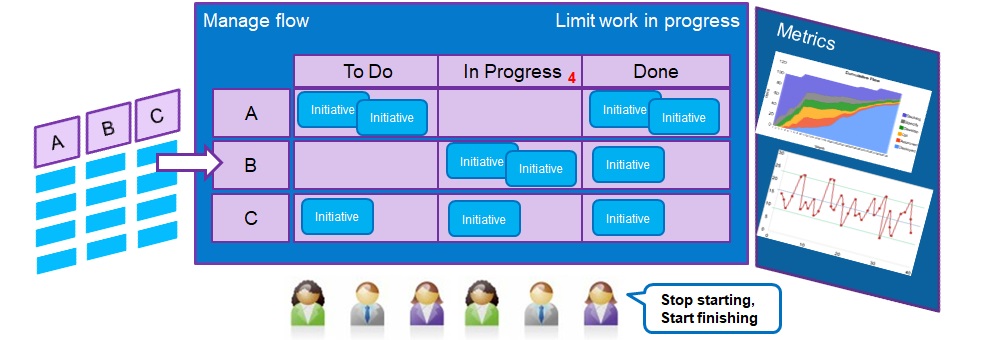 Manage flow
Limit work in progress
Metrics
To Do
In Progress 4
Done
A
B
C
A
Initiative
Initiative
Initiative
Initiative
B
Initiative
Initiative
Initiative
C
Initiative
Initiative
Initiative
Cumulative Flow
Stop starting,
Start finishing